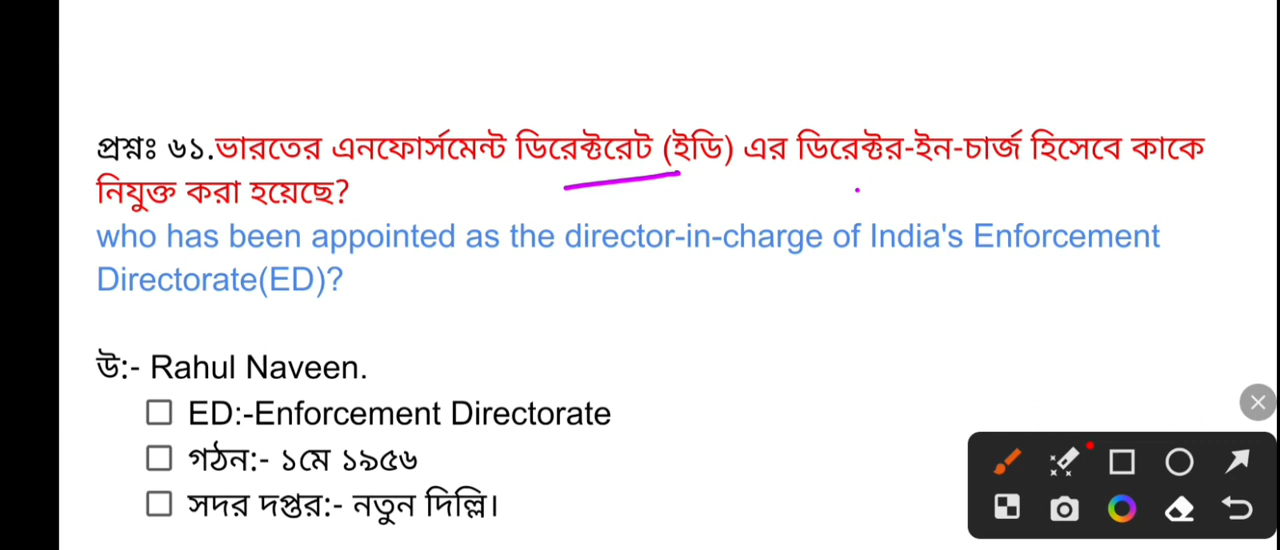 প্রশ্নঃ ৬১.ভারতের এনফোর্সমেন্ট ডিরেক্টরেট (ইডি) এর ডিরেক্টর-ইন-চার্জ হিসেবে কাকে
নিযুক্ত করা হয়েছে?
who has been appointed as the director-in-charge of India's Enforcement
Directorate(ED)?
উ:- Rahul Naveen.
ED:-Enforcement Directorate
গঠন:- ১মে ১৯৫৬
সদর দপ্তর:- নতুন দিল্লি।